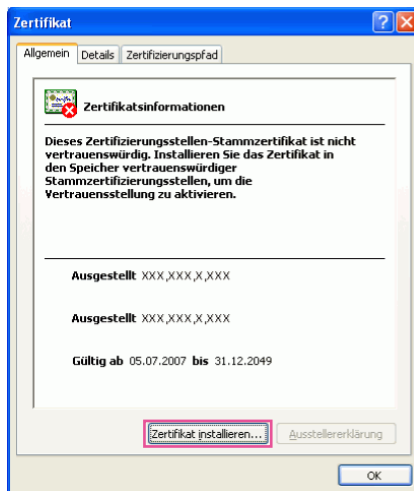 Zertifikat
Allgemein Details Zertifizierungspfad
Zertifikatsinformationen
Dieses Zertifizierungsstellen-Stammzertifikat ist nicht
vertrauenswürdig. Installieren Sie das Zertifikat in
den Speicher vertrauenswürdiger
Stammzertifizierungsstellen, um die
Vertrauensstellung zu aktivieren.
Ausgestellt XXX,XXX,X,XXX
Ausgestellt XXX,XXX,X,XXX
Gültig ab 05.07.2007 bis 31.12.2049
Zertifikat installieren... Ausstellererklärung
OK